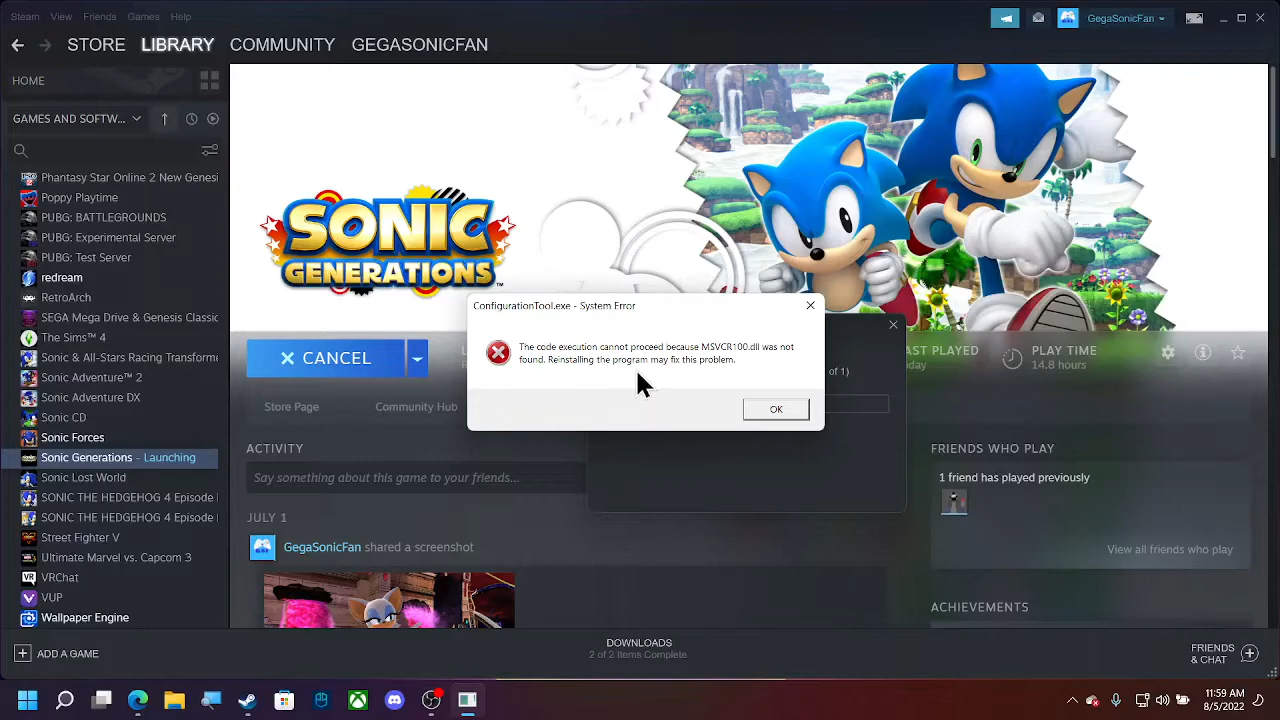 Steam View Friends Games Help
GegaSonicFan
STORE LIBRARY COMMUNITY GEGASONICFAN
HOME
GAMES AND SOFTW...
Phantasy Star Online 2 New Genesi
Poppy Playtime
PUBG: BATTLEGROUNDS
PUBG: Experimental Server
PUBG: Test Server
redream
RetroArch
SEGA Mega Drive & Genesis Classic
The Sims™ 4
Sonic & All-Stars Racing Transform
Sonic Adventure™ 2
Sonic Adventure DX
Sonic CD
Sonic Forces
Sonic Generations - Launching
Sonic Lost World
SONIC THE HEDGEHOG 4 Episode I
SONIC THE HEDGEHOG 4 Episode I
Street Fighter V
Ultimate Marvel vs. Capcom 3
VRChat
VUP
Wallpaper Engine
SONIC
GENERATIONS
ConfigurationTool.exe - System Error
The code execution cannot proceed because MSVCR100.dll was not
found. Reinstalling the program may fix this problem.
OK
of 1)
CANCEL
AST PLAYED
day
PLAY TIME
14.8 hours
Store Page Community Hub
ACTIVITY
Say something about this game to your friends...
JULY 1
GegaSonicFan shared a screenshot
FRIENDS WHO PLAY
1 friend has played previously
View all friends who play
ACHIEVEMENTS
ADD A GAME
DOWNLOADS
2 of 2 Items Complete
FRIENDS
& CHAT
11:59 AM
8/5/2022